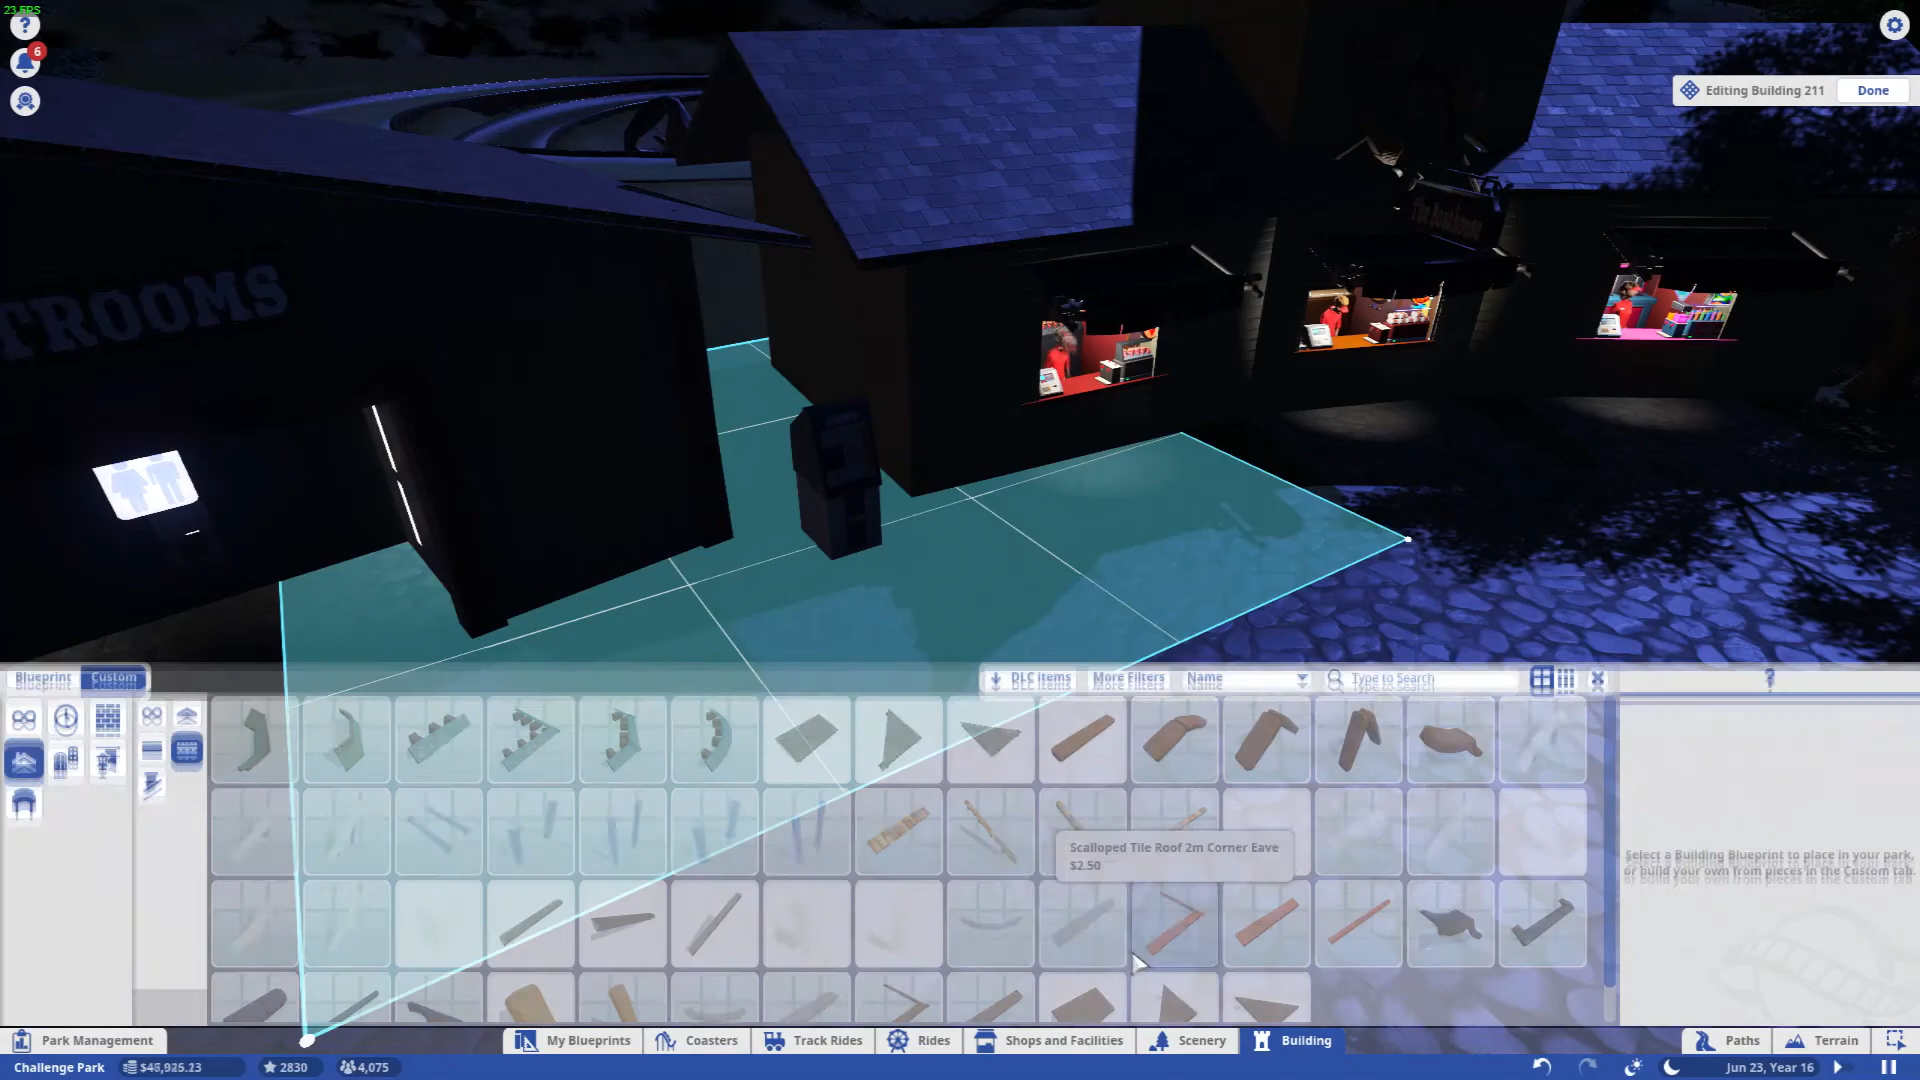 23 FPS
6
Editing Building 211
Done
TROOMS
Blueprint
Custom
DLC Items
More Filters
Name
Type to Search
Scalloped Tile Roof 2m Corner Eave
$2.50
Select a Building Blueprint to place in your park,
or build your own from pieces in the Custom tab.
Park Management
My Blueprints
Coasters
Track Rides
Rides
Shops and Facilities
Scenery
Building
Paths
Terrain
Challenge Park
2830
4,075
Jun 23, Year 16